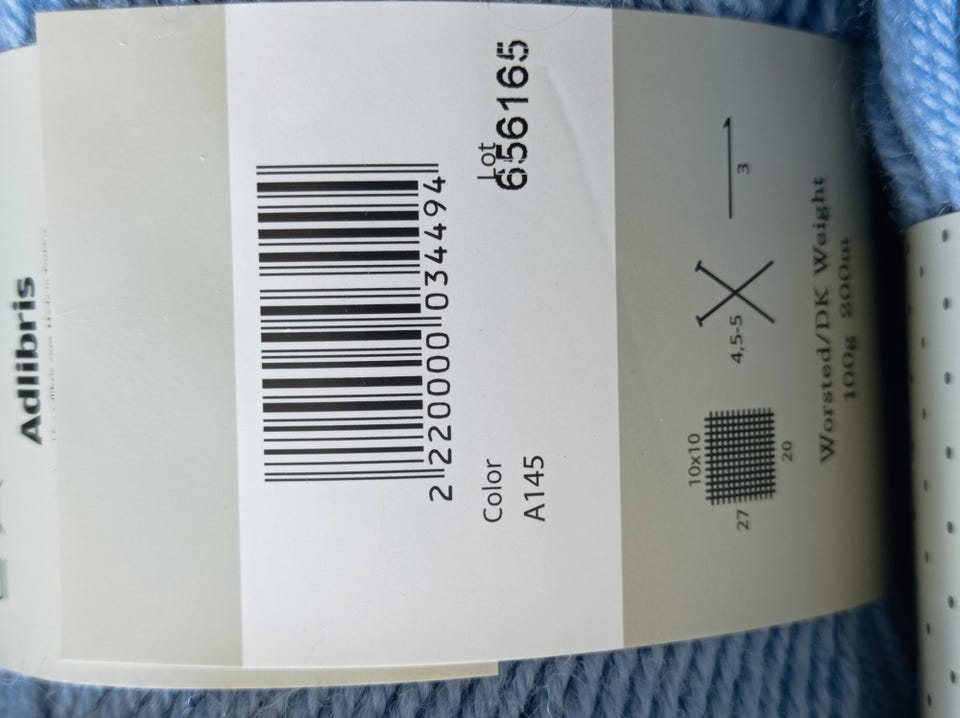 Adlibris
2 220000 034494
Lot
656165
Color
A145
10x10
27
20
4,5-5
3
Worsted/DK Weight
100g 200m